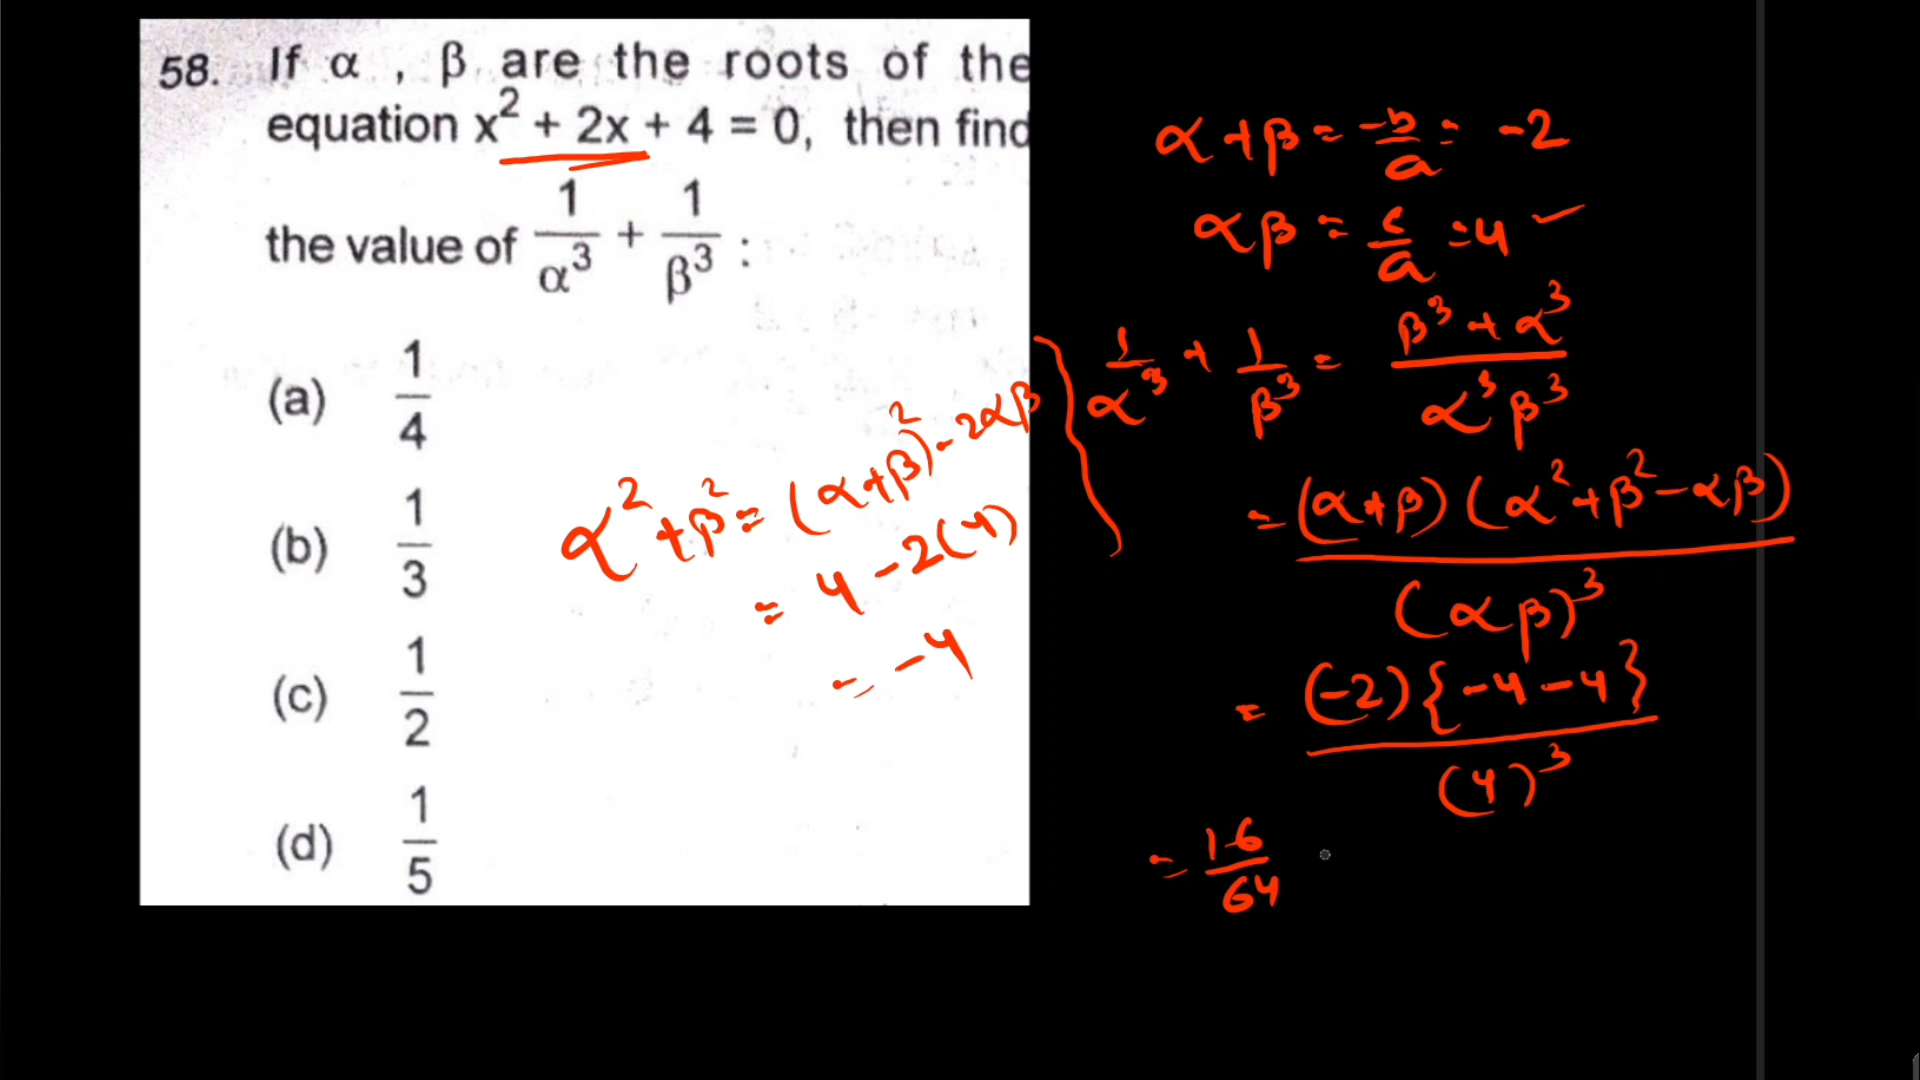 58. If α , β are the roots of the
equation x² + 2x + 4 = 0, then find
the value of 1/α³ + 1/β³ :
(a) 1/4
(b) 1/3
(c) 1/2
(d) 1/5
α² + β² = (α+β)² - 2αβ
= 4 - 2(4)
= -4
α + β = -b/a = -2
αβ = c/a = 4
1/α³ + 1/β³ = β³ + α³/α³β³
= (α+β)(α² + β² - αβ)/(αβ)³
= (-2){-4-4}/(4)³
= 16/64